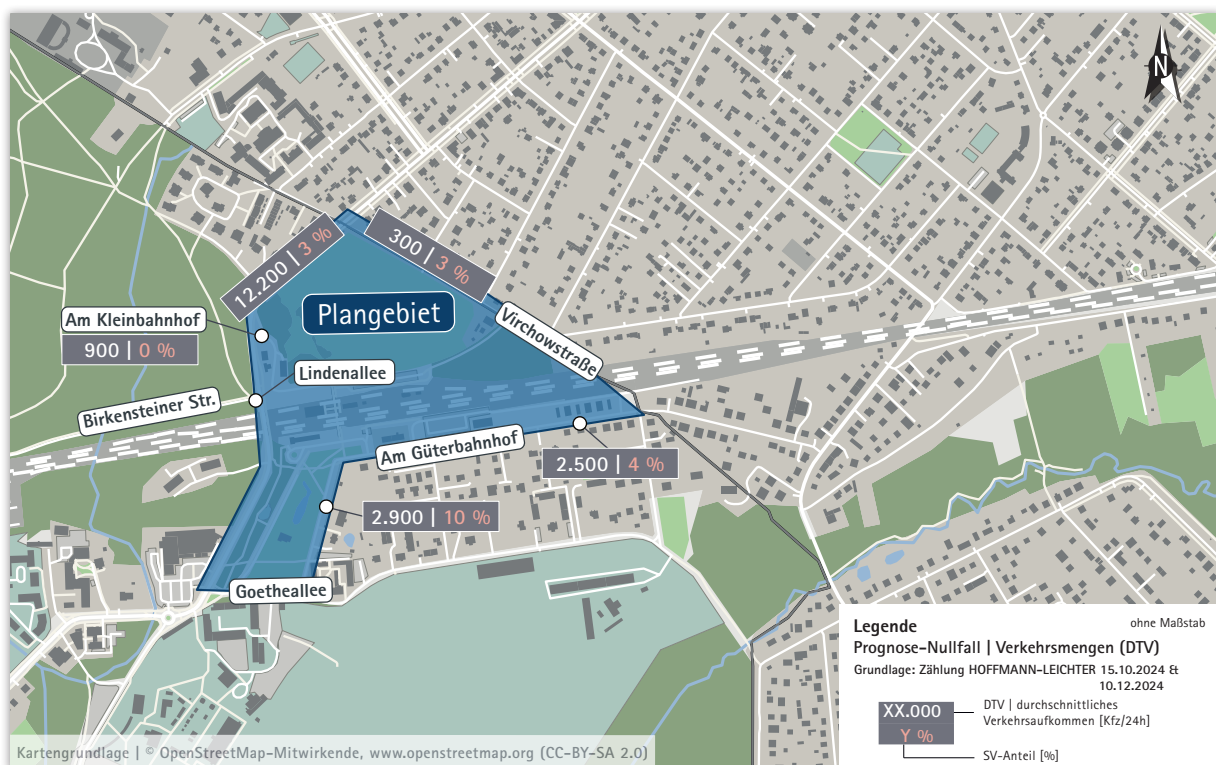 N
12.200 | 3 %
300 | 3 %
Plangebiet
Virchowstraße
Am Kleinbahnhof
900 | 0 %
Lindenallee
Birkensteiner Str.
Am Güterbahnhof
2.500 | 4 %
2.900 | 10 %
Goetheallee
Legende
ohne Maßstab
Prognose-Nullfall | Verkehrsmengen (DTV)
Grundlage: Zählung HOFFMANN-LEICHTER 15.10.2024 &
10.12.2024
XX.000
DTV | durchschnittliches
Verkehrsaufkommen [Kfz/24h]
Y %
SV-Anteil [%]
Kartengrundlage | © OpenStreetMap-Mitwirkende, www.openstreetmap.org (CC-BY-SA 2.0)